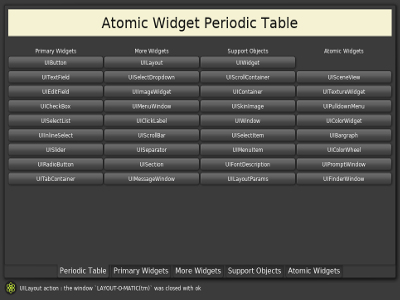 Atomic Widget Periodic Table
Primary Widgets More Widgets Support Objects Atomic Widgets
UIButton UILayout UIWidget
UITextField UISelectDropdown UIScrollContainer UISceneView
UIEditField UIImageWidget UIContainer UITextureWidget
UICheckBox UIMenuWindow UISkinImage UIPulldownMenu
UISelectList UIClickLabel UIWindow UIColorWidget
UIInlineSelect UIScrollBar UISelectItem UIBargraph
UISlider UISeparator UIMenuItem UIColorWheel
UIRadioButton UISection UIFontDescription UIPromptWindow
UITabContainer UIMessageWindow UILayoutParams UIFinderWindow
Periodic Table Primary Widgets More Widgets Support Objects Atomic Widgets
UILayout action : the window `LAYOUT-O-MATIC(tm)` was closed with ok